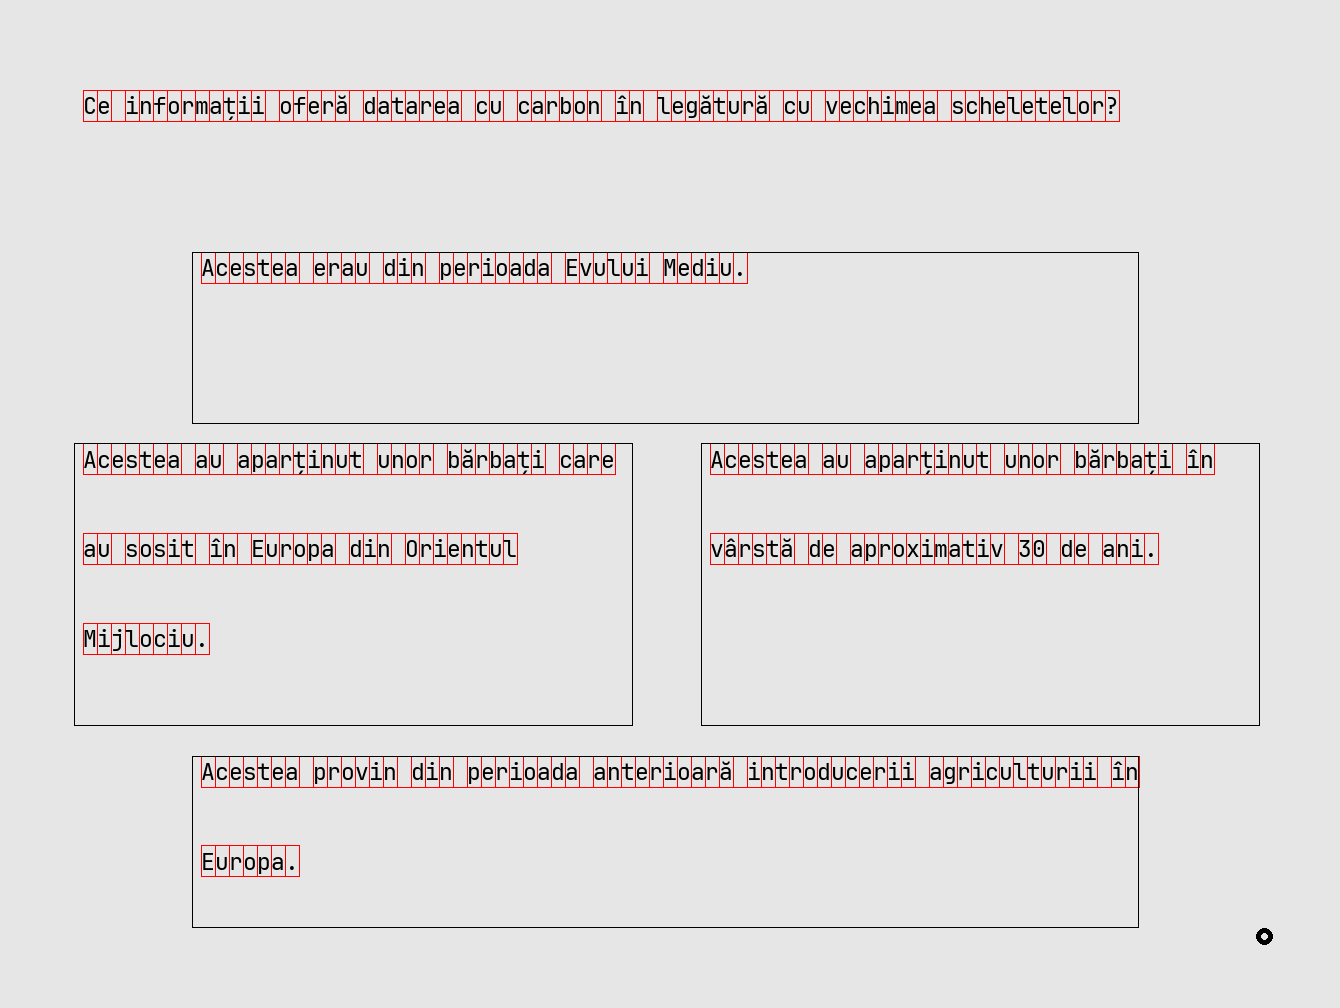 Ce informații oferă datarea cu carbon în legătură cu vechimea scheletelor?
Acestea erau din perioada Evului Mediu.
Acestea au aparținut unor bărbați care
au sosit în Europa din Orientul
Mijlociu.
Acestea au aparținut unor bărbați în
vârstă de aproximativ 30 de ani.
Acestea provin din perioada anterioară introducerii agriculturii în
Europa.